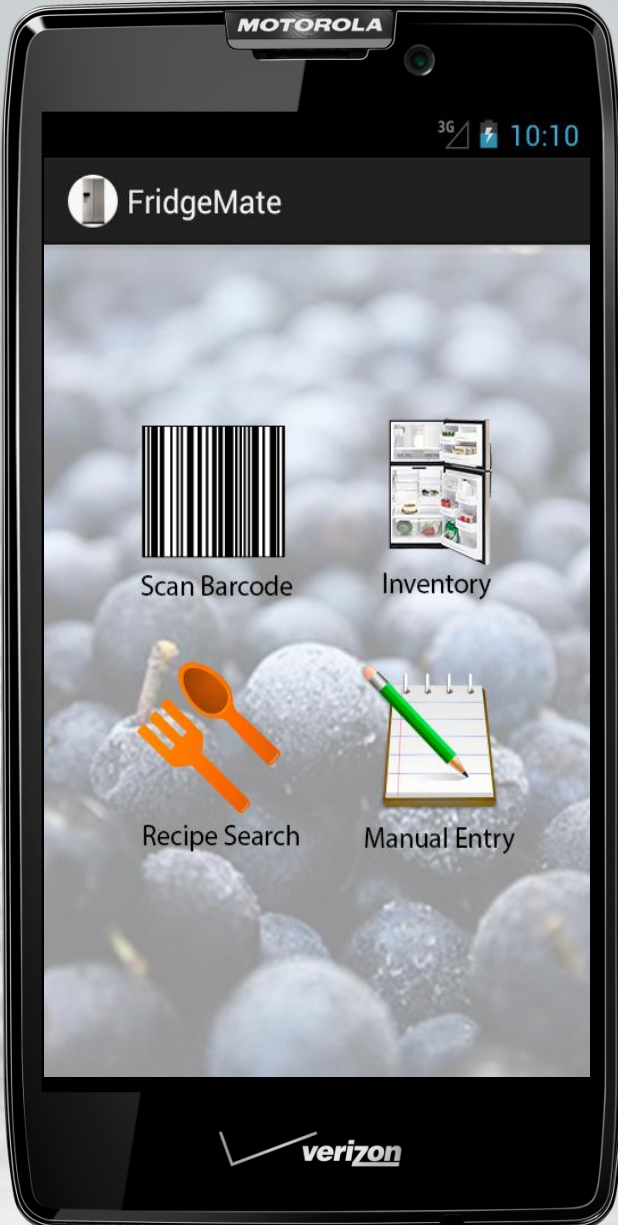 MOTOROLA
3G 10:10
FridgeMate
Scan Barcode
Inventory
Recipe Search
Manual Entry
verizon